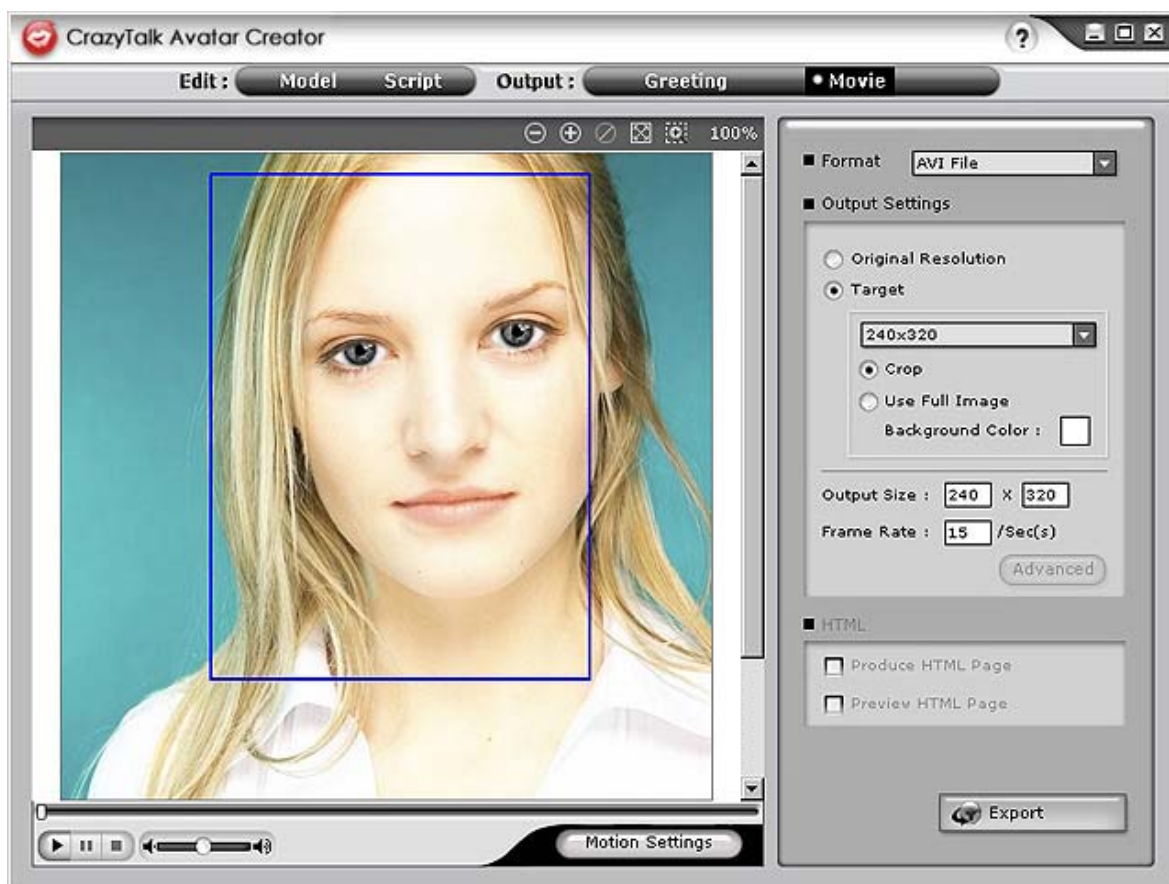 CrazyTalk Avatar Creator
?
Edit : Model Script Output : Greeting Movie
100%
Format AVI File
Output Settings
Original Resolution
Target
240x320
Crop
Use Full Image
Background Color :
Output Size : 240 X 320
Frame Rate : 15 /Sec(s)
Advanced
HTML
Produce HTML Page
Preview HTML Page
Export
Motion Settings